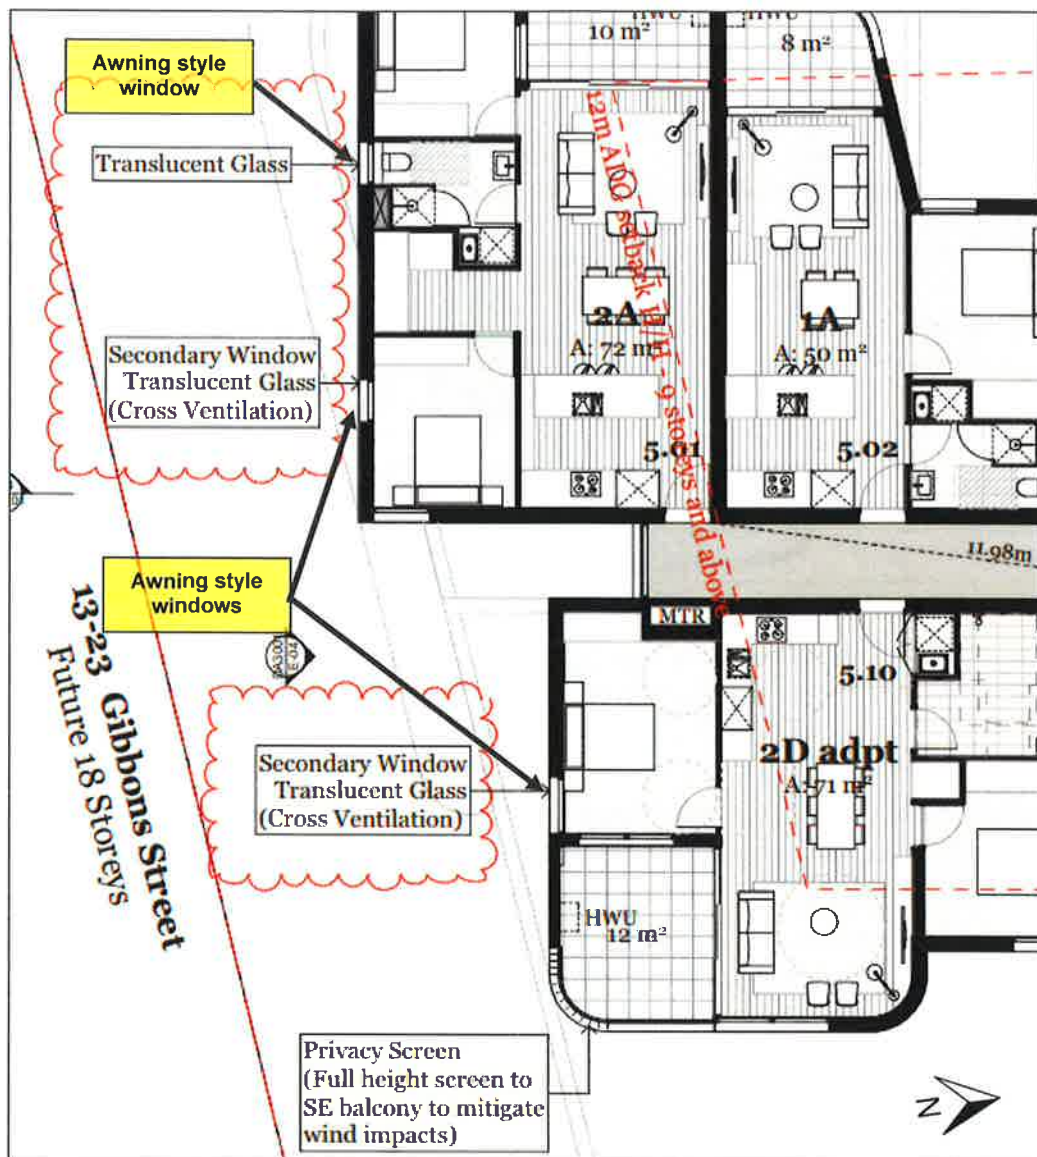 HWU
10 m²
HWU
8 m²
Awning style
window
Translucent Glass
12m ADG setback H/H - 9 storeys and above
2A
A: 72 m²
1A
A: 50 m²
Secondary Window
Translucent Glass
(Cross Ventilation)
5.01
5.02
11.98m
Awning style
windows
MTR
13-23 Gibbons Street
Future 18 Storeys
E-04
5.10
2D adpt
A: 71 m²
Secondary Window
Translucent Glass
(Cross Ventilation)
HWU
12 m²
Privacy Screen
(Full height screen to
SE balcony to mitigate
wind impacts)
N